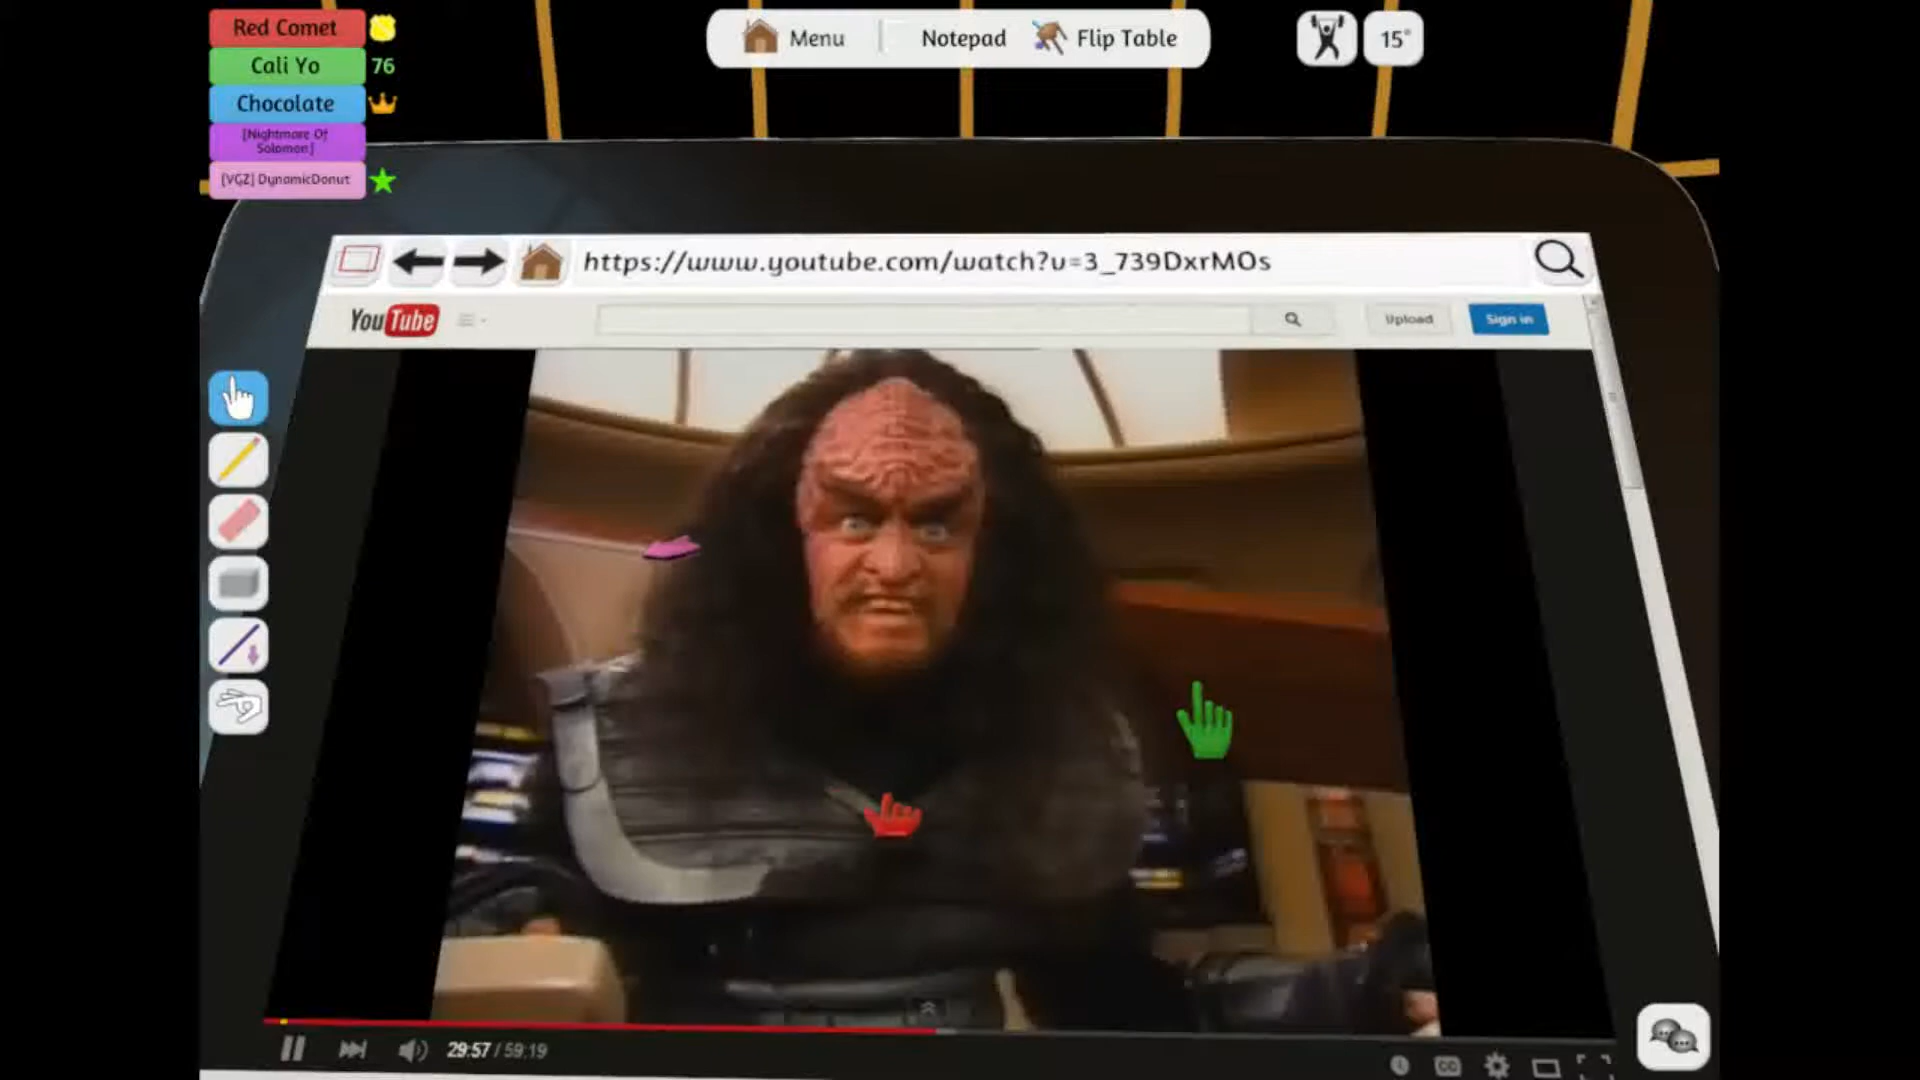 Red Comet
Cali Yo 76
Chocolate
[Nightmare Of
Solomon]
[VGZ] DynamicDonut
Menu Notepad Flip Table
15°
https://www.youtube.com/watch?v=3_739DxrMOs
YouTube Upload Sign in
29:57 / 59:19
CC